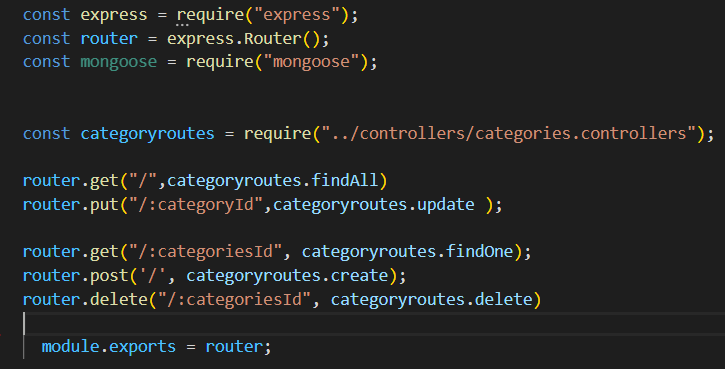 const express = require("express");
const router = express.Router();
const mongoose = require("mongoose");
const categoryroutes = require("../controllers/categories.controllers");
router.get("/",categoryroutes.findAll)
router.put("/:categoryId",categoryroutes.update );
router.get("/:categoriesId", categoryroutes.findOne);
router.post('/', categoryroutes.create);
router.delete("/:categoriesId", categoryroutes.delete)
module.exports = router;